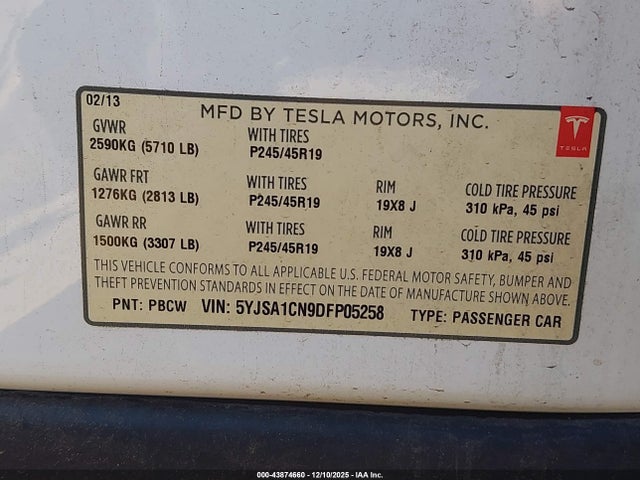 02/13
MFD BY TESLA MOTORS, INC.
TESLA
GVWR WITH TIRES
2590KG (5710 LB) P245/45R19
GAWR FRT WITH TIRES RIM COLD TIRE PRESSURE
1276KG (2813 LB) P245/45R19 19X8 J 310 kPa, 45 psi
GAWR RR WITH TIRES RIM COLD TIRE PRESSURE
1500KG (3307 LB) P245/45R19 19X8 J 310 kPa, 45 psi
THIS VEHICLE CONFORMS TO ALL APPLICABLE U.S. FEDERAL MOTOR SAFETY, BUMPER AND
THEFT PREVENTION STANDARDS IN EFFECT ON THE DATE OF MANUFACTURE SHOWN ABOVE.
PNT: PBCW VIN: 5YJSA1CN9DFP05258 TYPE: PASSENGER CAR
000-43874660 - 12/10/2025 - IAA Inc.